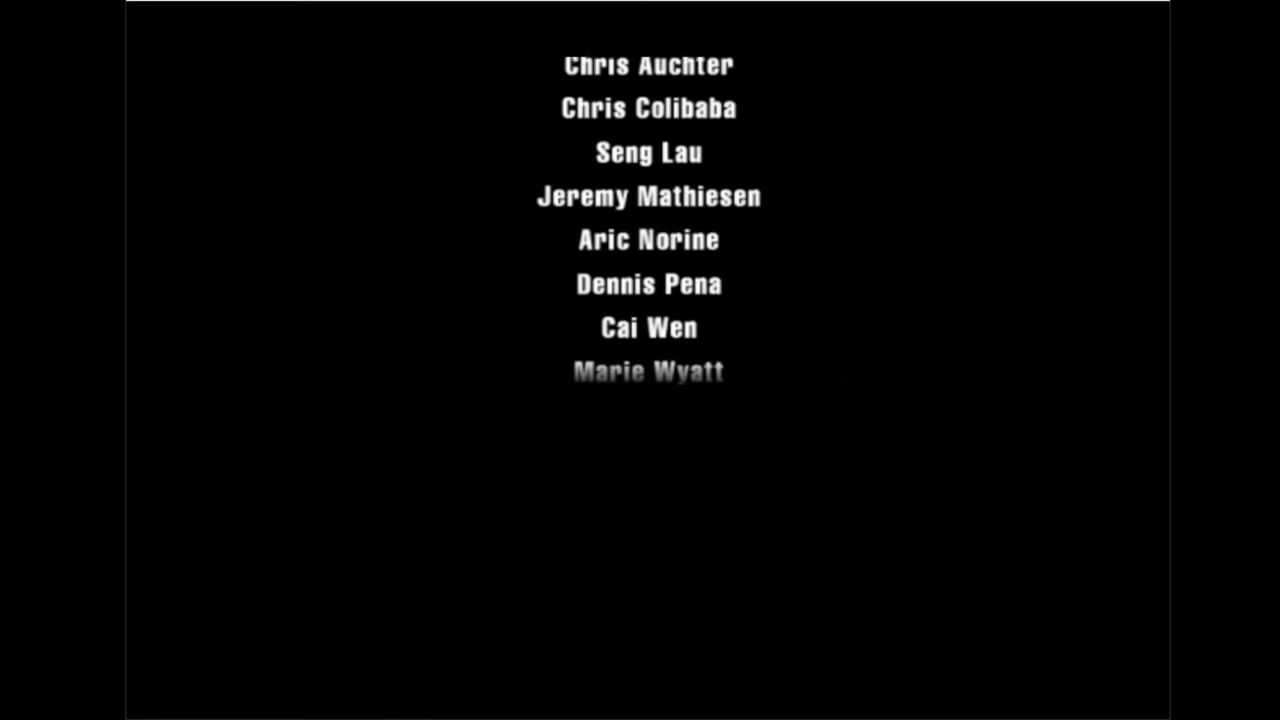 Chris Auchter
Chris Colibaba
Seng Lau
Jeremy Mathiesen
Aric Norine
Dennis Pena
Cai Wen
Marie Wyatt